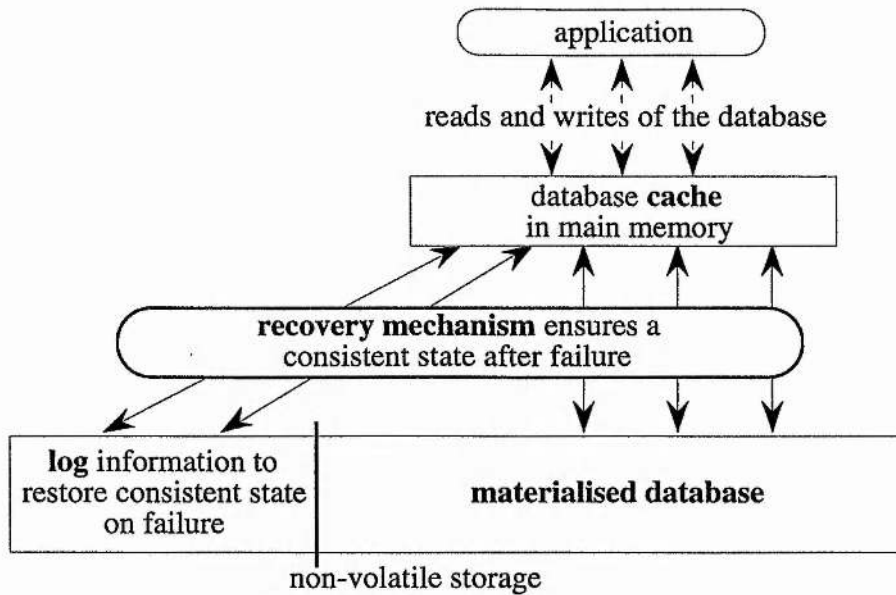 application
reads and writes of the database
database cache
in main memory
recovery mechanism ensures a
consistent state after failure
log information to
restore consistent state
on failure
materialised database
non-volatile storage